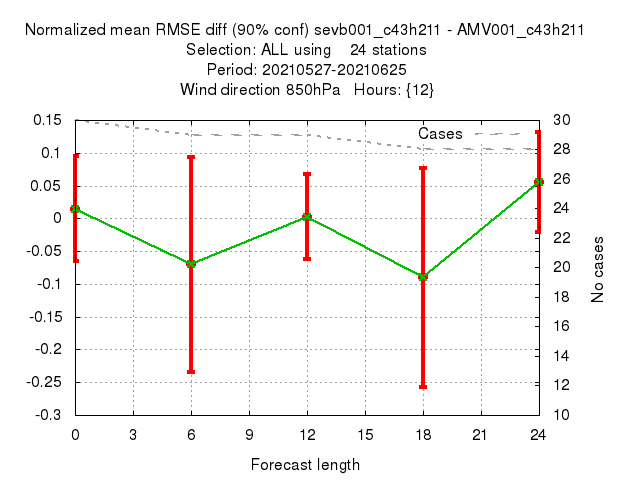 Normalized mean RMSE diff (90% conf) sevb001_c43h211 - AMV001_c43h211
Selection: ALL using    24 stations
Period: 20210527-20210625
Wind direction 850hPa   Hours: {12}
Cases
0.15
0.1
0.05
0
-0.05
-0.1
-0.15
-0.2
-0.25
-0.3
30
28
26
24
22
20
18
16
14
12
10
No cases
0 3 6 9 12 15 18 21 24
Forecast length